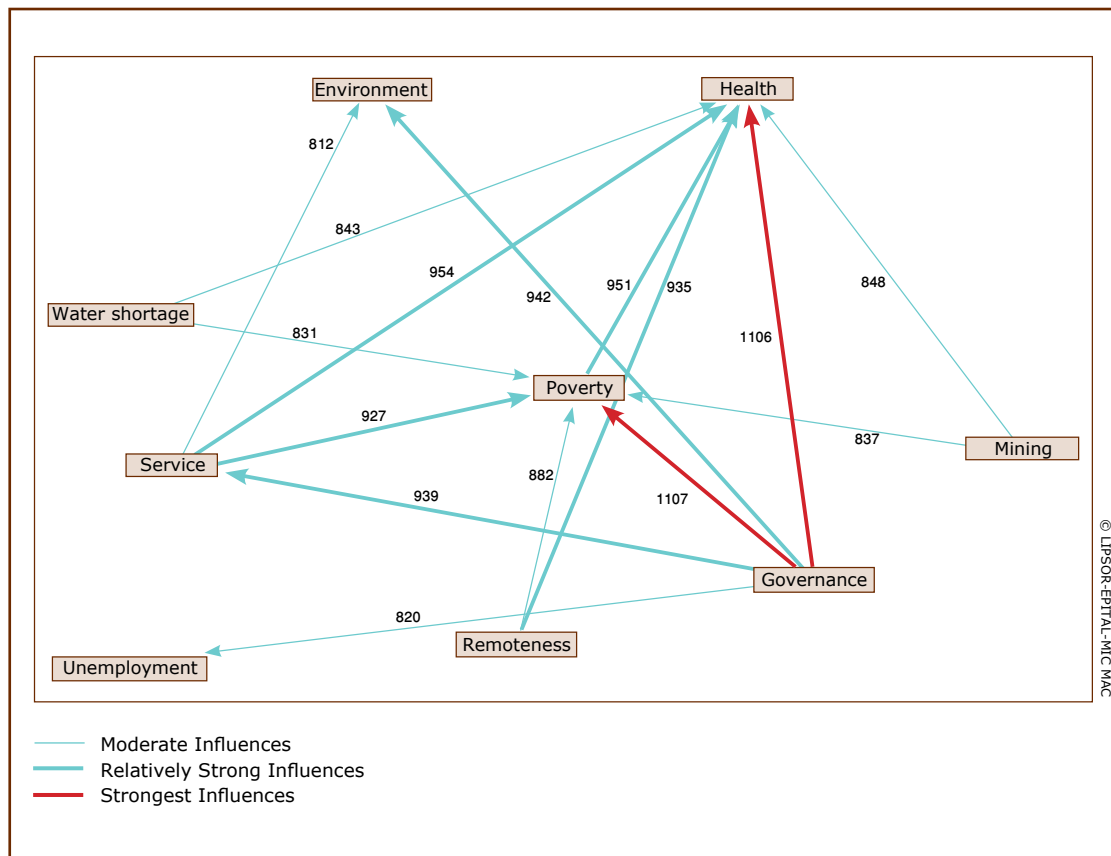 Environment
Health
812
843
954
942
951
935
848
Water shortage
831
1106
Poverty
927
837
Mining
Service
882
939
1107
Governance
820
Remoteness
Unemployment
© LIPSOR-EPITAL-MIC MAC
Moderate Influences
Relatively Strong Influences
Strongest Influences